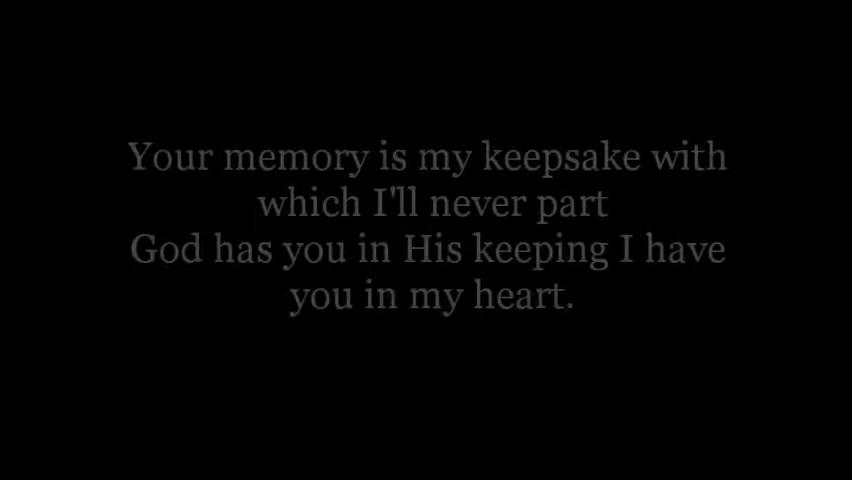 Your memory is my keepsake with
which I'll never part
God has you in His keeping I have
you in my heart.